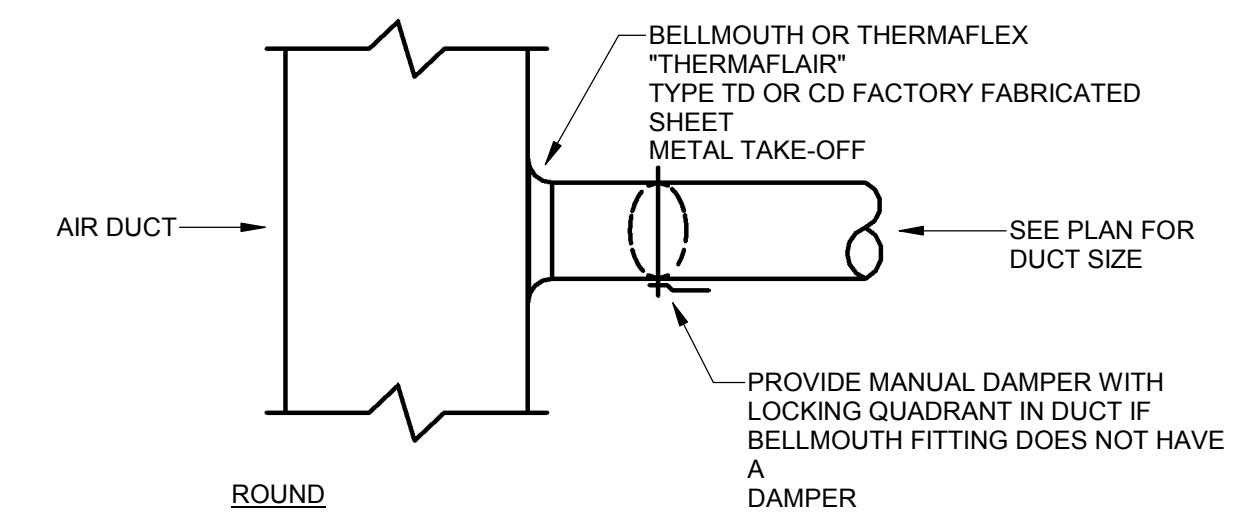 BELLMOUTH OR THERMAFLEX
"THERMAFLAIR"
TYPE TD OR CD FACTORY FABRICATED
SHEET
METAL TAKE-OFF
AIR DUCT
SEE PLAN FOR
DUCT SIZE
PROVIDE MANUAL DAMPER WITH
LOCKING QUADRANT IN DUCT IF
BELLMOUTH FITTING DOES NOT HAVE
A
DAMPER
ROUND